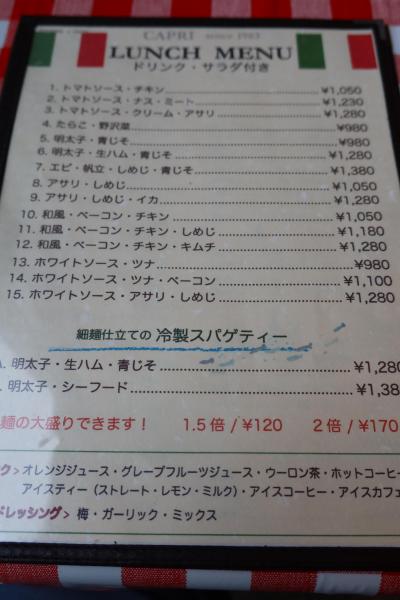 CAPRI since 1983
LUNCH MENU
ドリンク・サラダ付き
1. トマトソース・チキン ¥1,050
2. トマトソース・ナス・ミート ¥1,230
3. トマトソース・クリーム・アサリ ¥1,280
4. たらこ・野沢菜 ¥980
5. 明太子・青じそ ¥980
6. 明太子・生ハム・青じそ ¥1,280
7. エビ・帆立・しめじ・青じそ ¥1,380
8. アサリ・しめじ ¥1,050
9. アサリ・しめじ・イカ ¥1,280
10. 和風・ベーコン・チキン ¥1,050
11. 和風・ベーコン・チキン・しめじ ¥1,180
12. 和風・ベーコン・チキン・キムチ ¥1,280
13. ホワイトソース・ツナ ¥980
14. ホワイトソース・ツナ・ベーコン ¥1,100
15. ホワイトソース・アサリ・しめじ ¥1,280
細麺仕立ての 冷製スパゲティー
. 明太子・生ハム・青じそ ¥1,280
. 明太子・シーフード ¥1,38
麺の大盛りできます! 1.5倍 / ¥120 2倍 / ¥170
ク> オレンジジュース・グレープフルーツジュース・ウーロン茶・ホットコーヒー
アイスティー (ストレート・レモン・ミルク)・アイスコーヒー・アイスカフェ
ドレッシング> 梅・ガーリック・ミックス